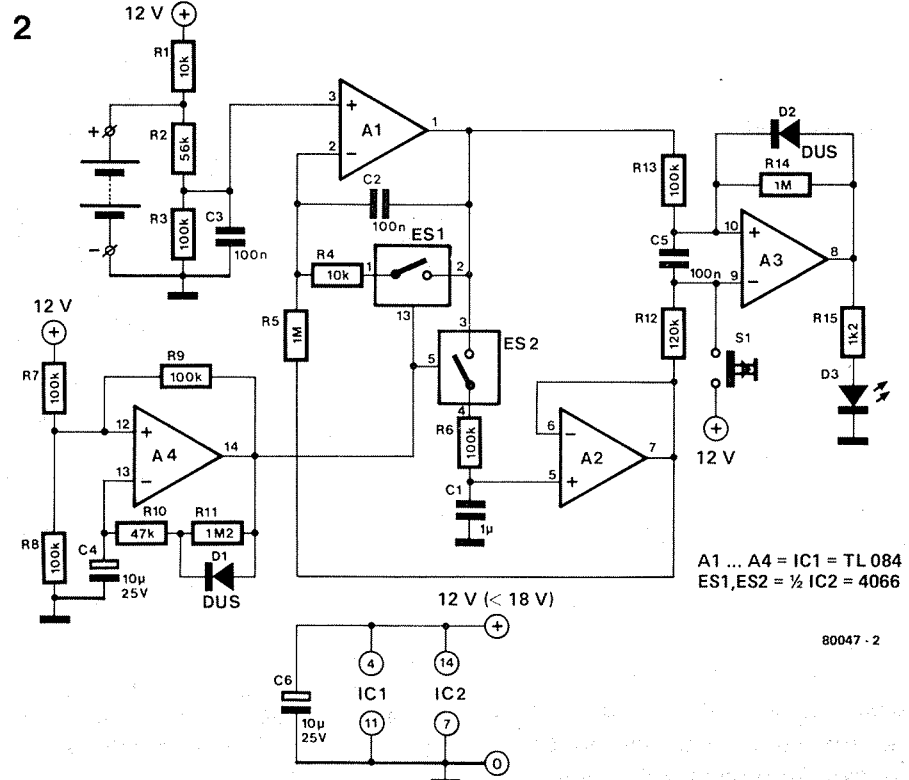 2
12 V +
R1
10k
+
R2
56k
R3
100k
−
C3
100n
3
+
A1
1
2
−
C2
100n
ES1
R4
10k
1
2
13
R5
1M
3
ES2
5
4
R6
100k
C1
1µ
6
−
A2
7
5
+
R13
100k
D2
DUS
R14
1M
C5
100n
10
+
A3
8
9
−
R12
120k
S1
12 V
+
R15
1k2
D3
12 V
+
R7
100k
R9
100k
12
+
A4
14
13
−
R8
100k
C4
10µ
25V
R10
47k
R11
1M2
D1
DUS
A1 ... A4 = IC1 = TL 084
ES1,ES2 = ½ IC2 = 4066
80047 - 2
12 V (< 18 V)
+
4
14
C6
10µ
25V
IC1
IC2
11
7
0